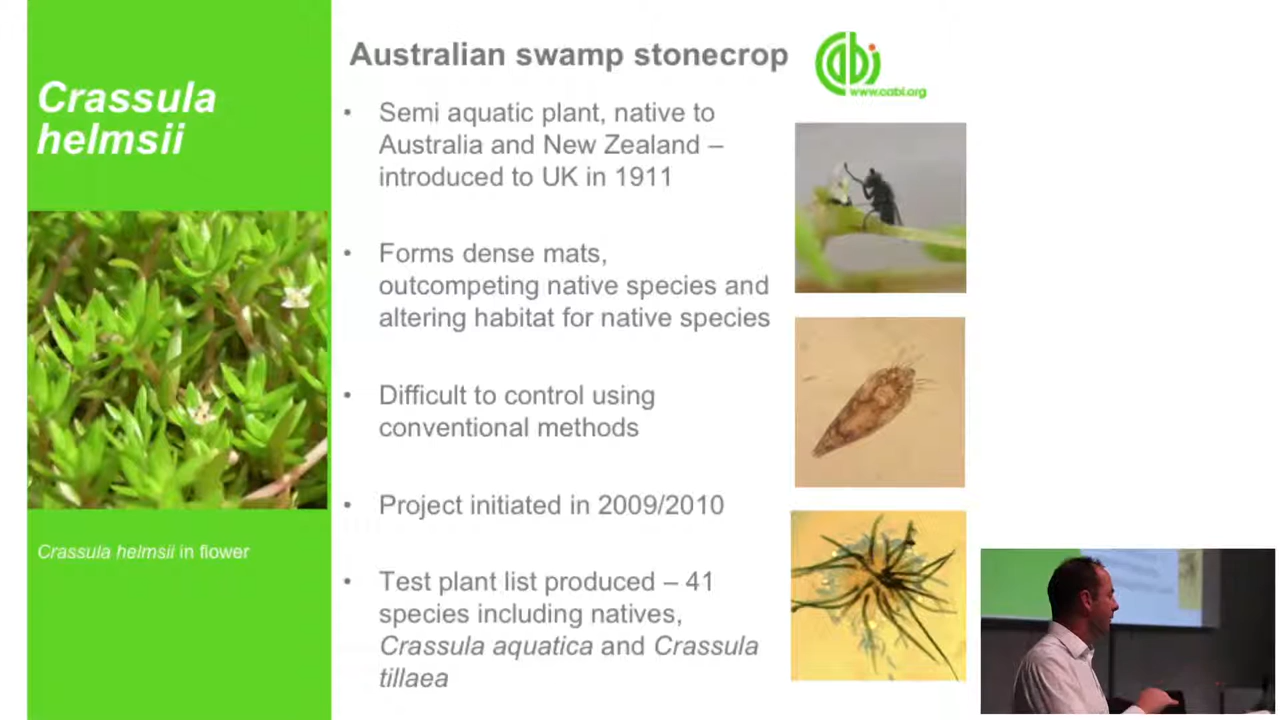 Crassula
helmsii
Crassula helmsii in flower
Australian swamp stonecrop
• Semi aquatic plant, native to
Australia and New Zealand –
introduced to UK in 1911
• Forms dense mats,
outcompeting native species and
altering habitat for native species
• Difficult to control using
conventional methods
• Project initiated in 2009/2010
• Test plant list produced – 41
species including natives,
Crassula aquatica and Crassula
tillaea
cabi
www.cabi.org